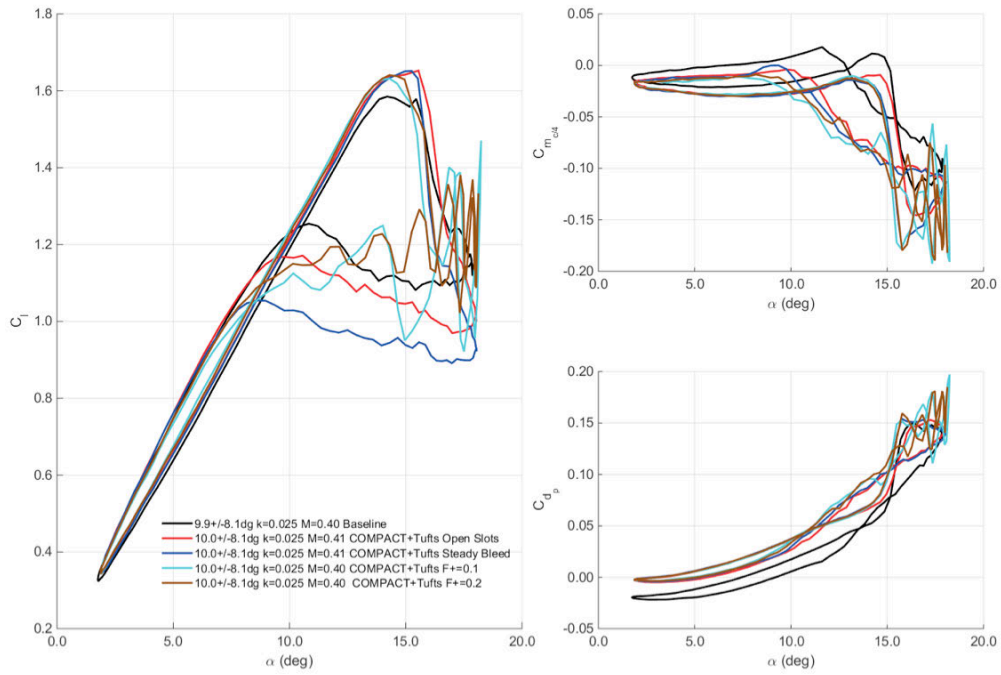 1.8
1.6
1.4
1.2
1.0
0.8
0.6
0.4
0.2
C_l
9.9+/-8.1dg k=0.025 M=0.40 Baseline
10.0+/-8.1dg k=0.025 M=0.41 COMPACT+Tufts Open Slots
10.0+/-8.1dg k=0.025 M=0.41 COMPACT+Tufts Steady Bleed
10.0+/-8.1dg k=0.025 M=0.40 COMPACT+Tufts F+=0.1
10.0+/-8.1dg k=0.025 M=0.40 COMPACT+Tufts F+=0.2
0.0 5.0 10.0 15.0 20.0
α (deg)
0.05
0.0
-0.05
-0.10
-0.15
-0.20
C_m_c/4
0.0 5.0 10.0 15.0 20.0
α (deg)
0.20
0.15
0.10
0.05
0.00
-0.05
C_d_p
0.0 5.0 10.0 15.0 20.0
α (deg)